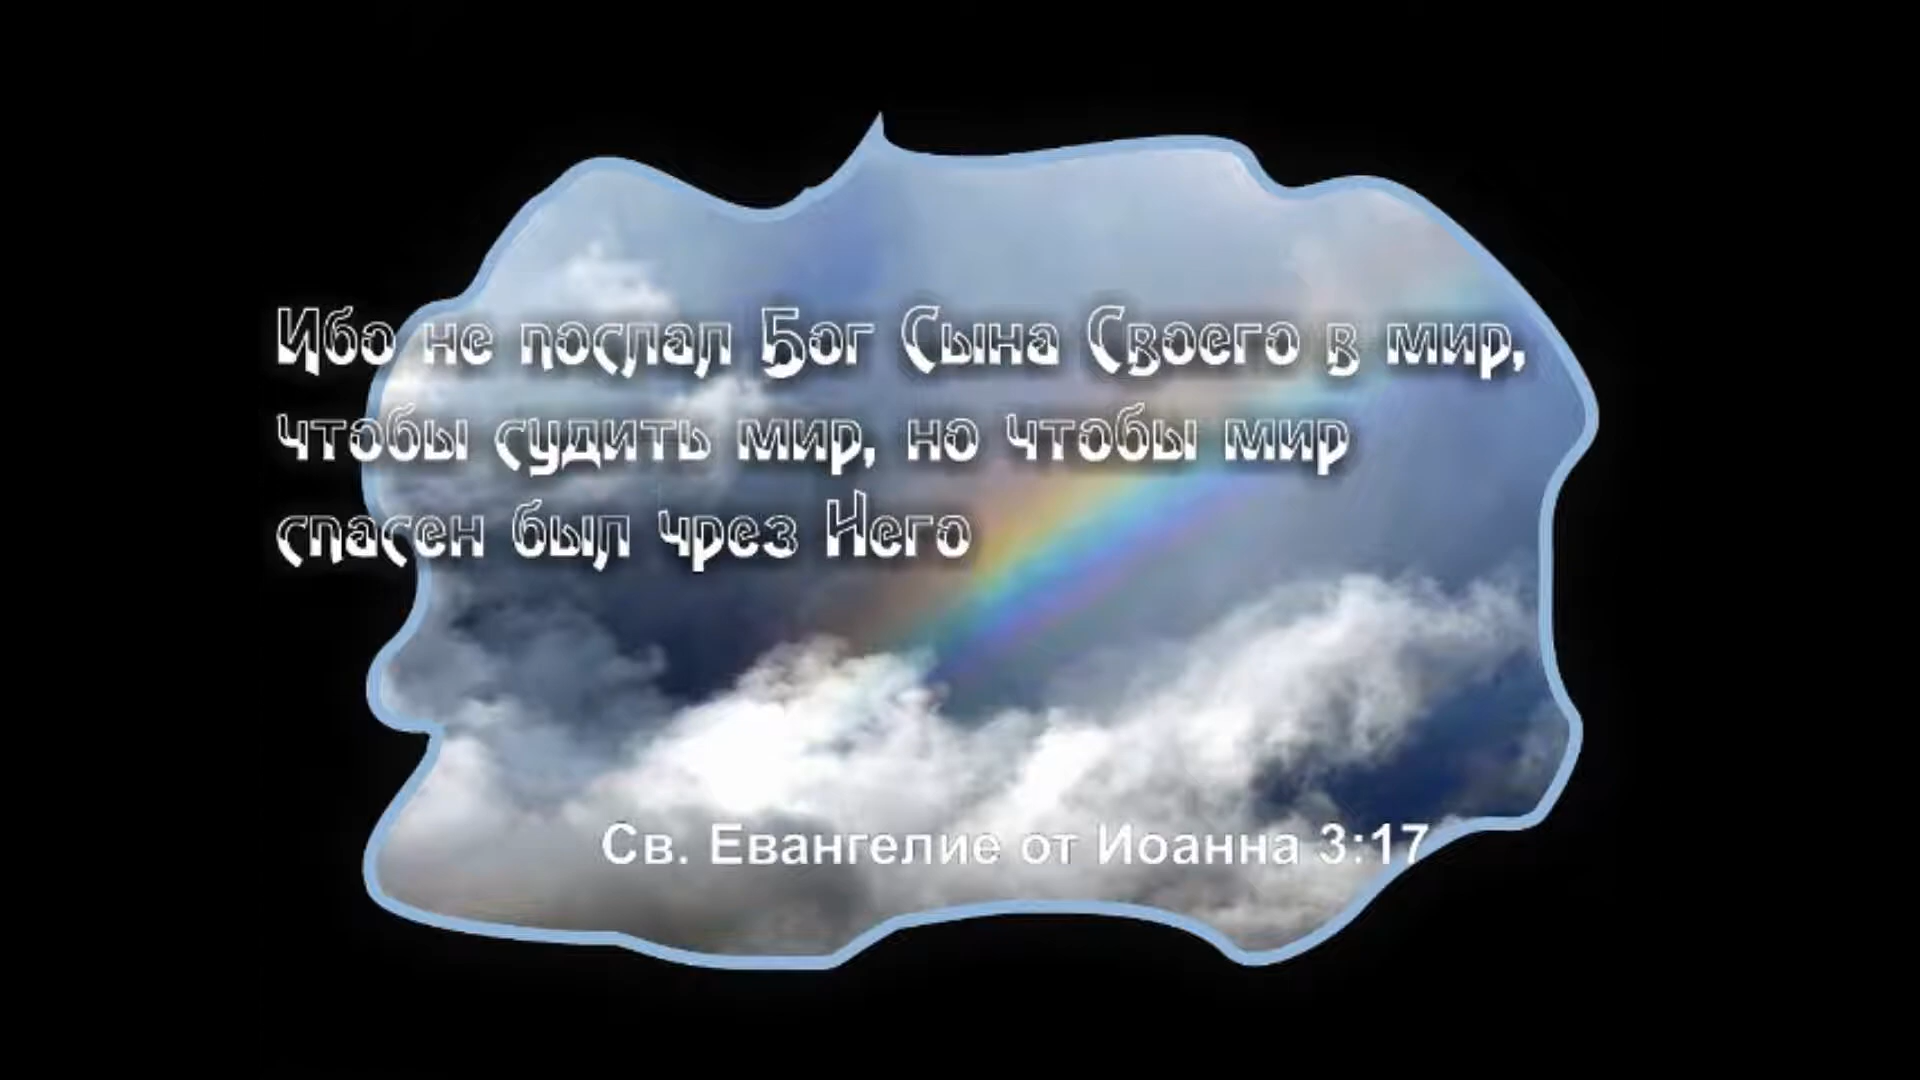 Ибо не послал Бог Сына Своего в мир,
чтобы судить мир, но чтобы мир
спасен был чрез Него
Св. Евангелие от Иоанна 3:17